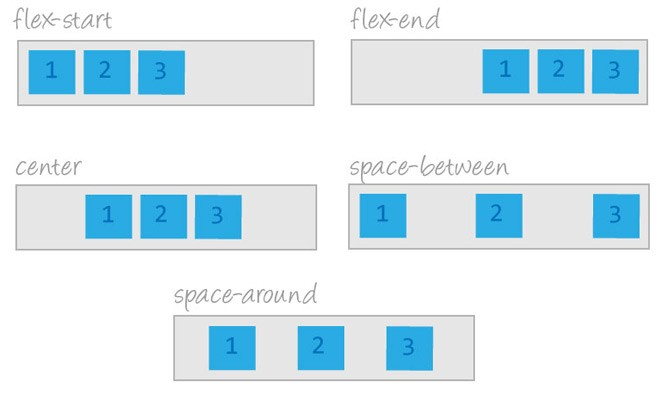 flex-start
1 2 3
flex-end
1 2 3
center
1 2 3
space-between
1 2 3
space-around
1 2 3